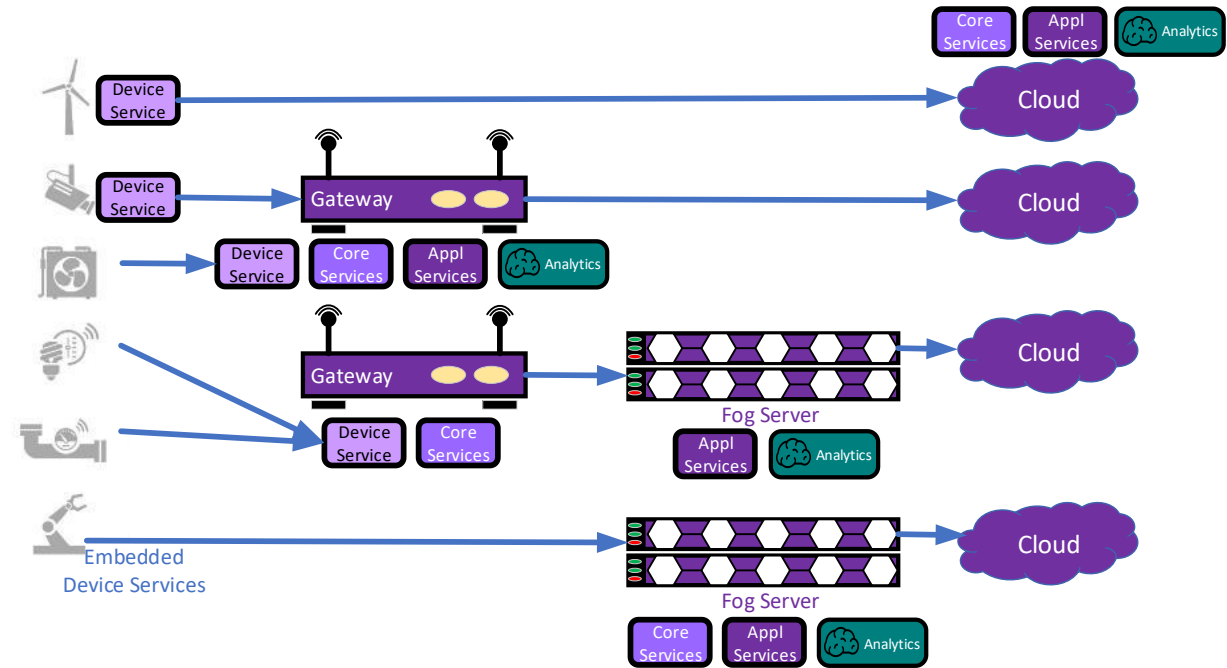 Core
Services
Appl
Services
Analytics
Device
Service
Cloud
Device
Service
Gateway
Cloud
Device
Service
Core
Services
Appl
Services
Analytics
Gateway
Cloud
Fog Server
Device
Service
Core
Services
Appl
Services
Analytics
Embedded
Device Services
Cloud
Fog Server
Core
Services
Appl
Services
Analytics